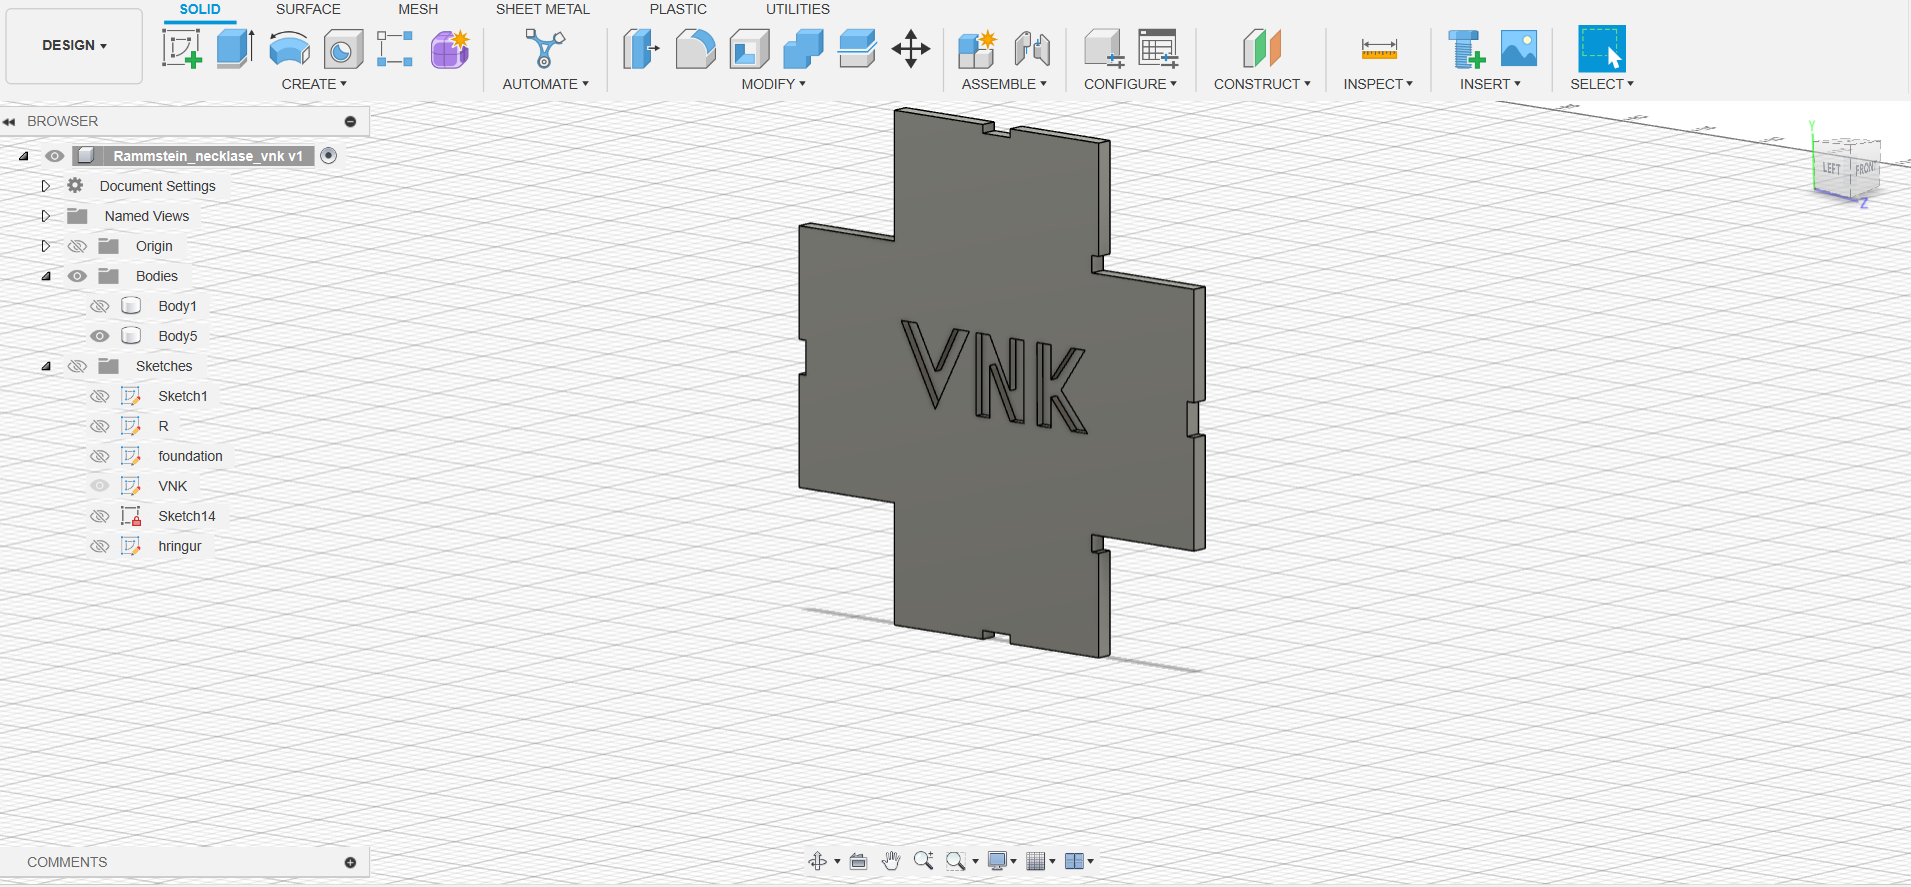 SOLID SURFACE MESH SHEET METAL PLASTIC UTILITIES
DESIGN
CREATE AUTOMATE MODIFY ASSEMBLE CONFIGURE CONSTRUCT INSPECT INSERT SELECT
BROWSER
Rammstein_necklase_vnk v1
Document Settings
Named Views
Origin
Bodies
Body1
Body5
Sketches
Sketch1
R
foundation
VNK
Sketch14
hringur
VNK
Y
LEFT FRONT
Z
COMMENTS